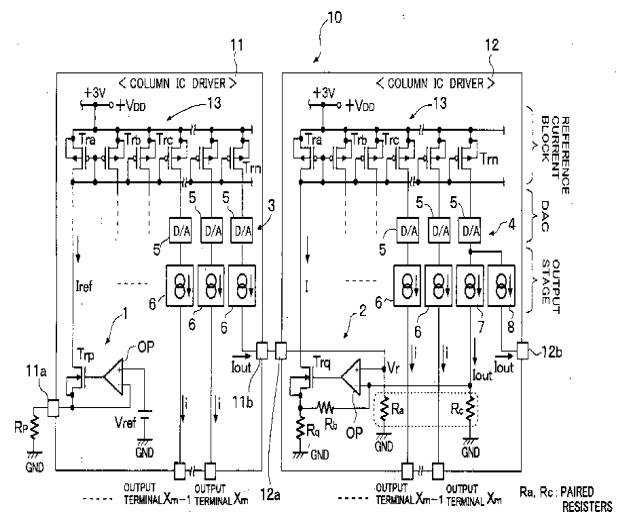 10
11
12
< COLUMN IC DRIVER >
< COLUMN IC DRIVER >
+3V
+VDD
13
+3V
+VDD
13
Tra
Trb
Trc
Trn
Tra
Trb
Trc
Trn
REFERENCE CURRENT BLOCK
5
5
5
D/A
D/A
D/A
3
5
5
5
D/A
D/A
D/A
4
DAC
Iref
6
6
6
I
6
6
7
8
OUTPUT STAGE
1
2
Trp
OP
Iout
11a
11b
Trq
OP
Vr
i
i
Iout
Iout
12b
RP
GND
Vref
GND
i
i
12a
Rq
GND
Rb
Ra
GND
Rc
GND
OUTPUT TERMINAL Xm-1
OUTPUT TERMINAL Xm
OUTPUT TERMINAL Xm-1
OUTPUT TERMINAL Xm
Ra, Rc: PAIRED RESISTERS